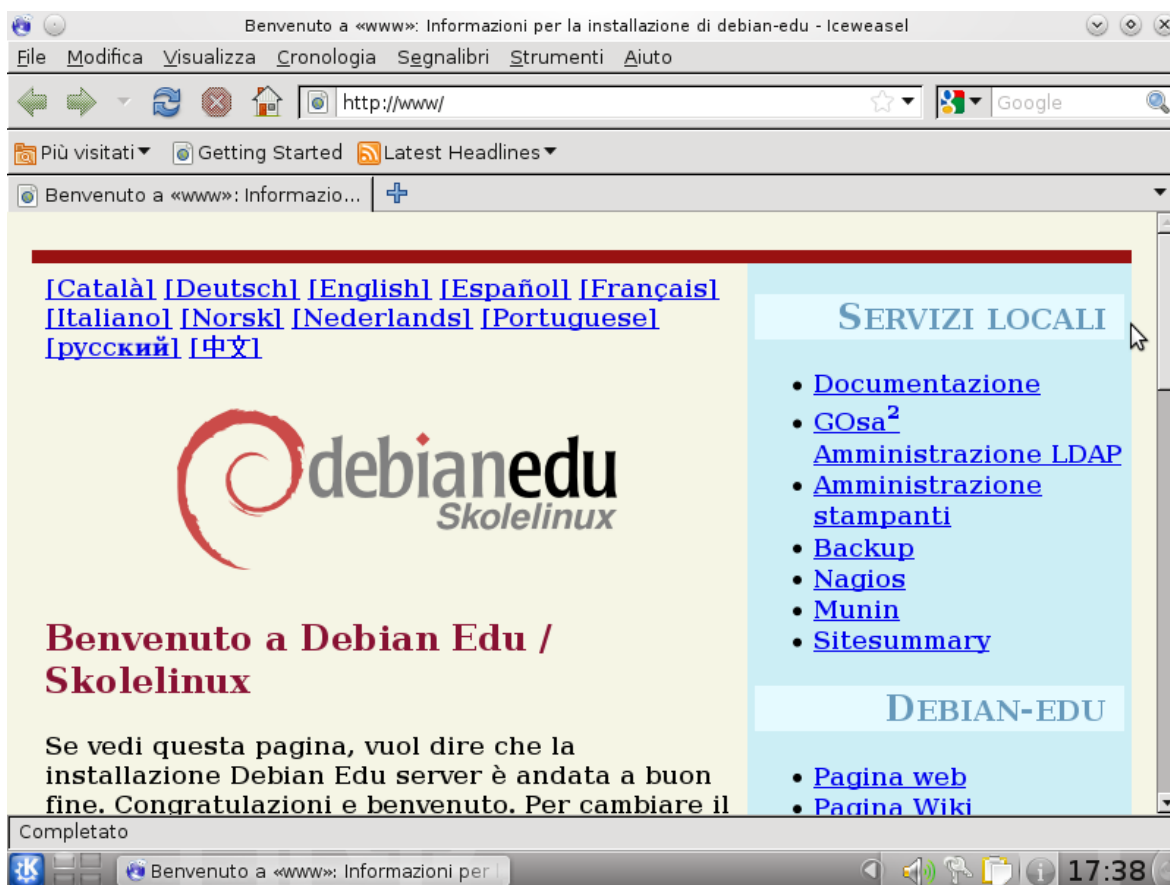 Benvenuto a «www»: Informazioni per la installazione di debian-edu - Iceweasel
File Modifica Visualizza Cronologia Segnalibri Strumenti Aiuto
http://www/
Google
Più visitati Getting Started Latest Headlines
Benvenuto a «www»: Informazio...
[Català] [Deutsch] [English] [Español] [Français]
[Italiano] [Norsk] [Nederlands] [Portuguese]
[русский] [中文]
debianedu
Skolelinux
Benvenuto a Debian Edu /
Skolelinux
Se vedi questa pagina, vuol dire che la
installazione Debian Edu server è andata a buon
fine. Congratulazioni e benvenuto. Per cambiare il
SERVIZI LOCALI
Documentazione
GOsa²
Amministrazione LDAP
Amministrazione
stampanti
Backup
Nagios
Munin
Sitesummary
DEBIAN-EDU
Pagina web
Pagina Wiki
Completato
Benvenuto a «www»: Informazioni per
17:38